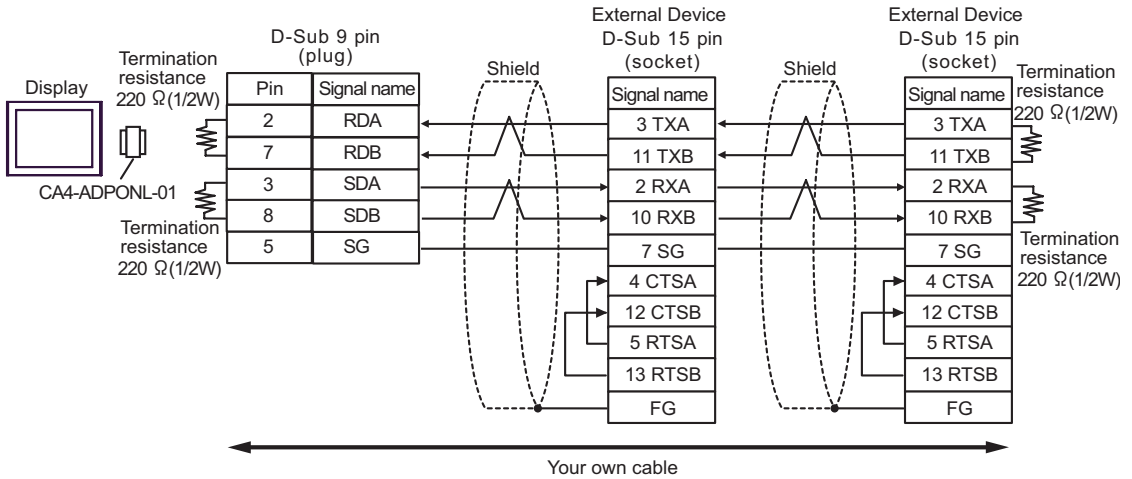 Display
CA4-ADPONL-01
Termination
resistance
220 Ω(1/2W)
Termination
resistance
220 Ω(1/2W)
D-Sub 9 pin
(plug)
Pin Signal name
2 RDA
7 RDB
3 SDA
8 SDB
5 SG
Shield
External Device
D-Sub 15 pin
(socket)
Signal name
3 TXA
11 TXB
2 RXA
10 RXB
7 SG
4 CTSA
12 CTSB
5 RTSA
13 RTSB
FG
Shield
External Device
D-Sub 15 pin
(socket)
Signal name
3 TXA
11 TXB
2 RXA
10 RXB
7 SG
4 CTSA
12 CTSB
5 RTSA
13 RTSB
FG
Termination
resistance
220 Ω(1/2W)
Termination
resistance
220 Ω(1/2W)
Your own cable